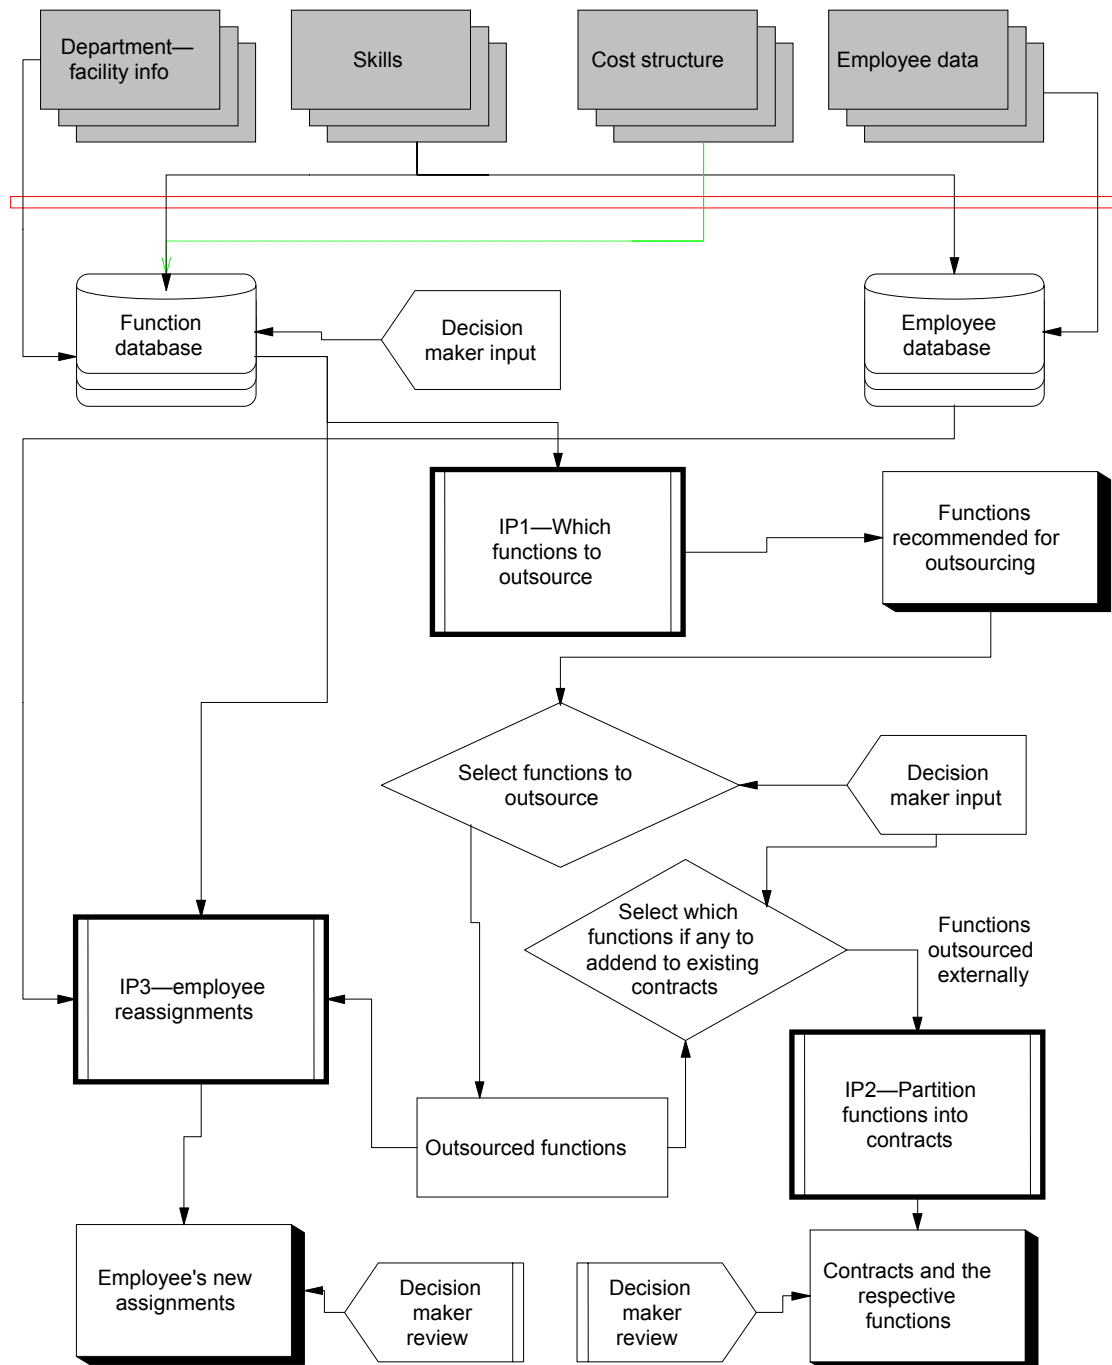 Department—
facility info
Skills
Cost structure
Employee data
Function
database
Decision
maker input
Employee
database
IP1—Which
functions to
outsource
Functions
recommended for
outsourcing
Select functions to
outsource
Decision
maker input
Select which
functions if any to
addend to existing
contracts
Functions
outsourced
externally
IP3—employee
reassignments
IP2—Partition
functions into
contracts
Outsourced functions
Employee's new
assignments
Decision
maker
review
Decision
maker
review
Contracts and the
respective
functions